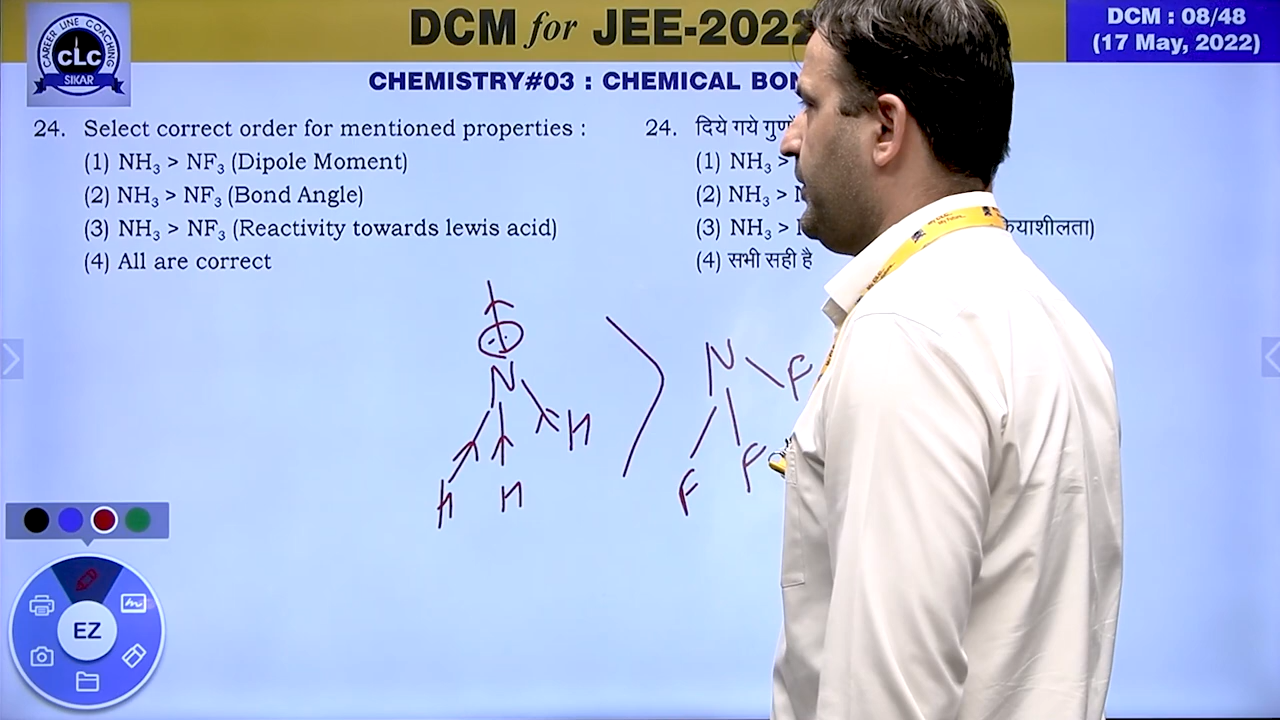 DCM for JEE-2022
DCM : 08/48
(17 May, 2022)
CAREER LINE COACHING
CLC
SIKAR
CHEMISTRY#03 : CHEMICAL BON
24. Select correct order for mentioned properties :
(1) NH₃ > NF₃ (Dipole Moment)
(2) NH₃ > NF₃ (Bond Angle)
(3) NH₃ > NF₃ (Reactivity towards lewis acid)
(4) All are correct
24. दिये गये गुणों
(1) NH₃ >
(2) NH₃ > N
(3) NH₃ > N
(4) सभी सही है
N
H H H
N
F F F
EZ